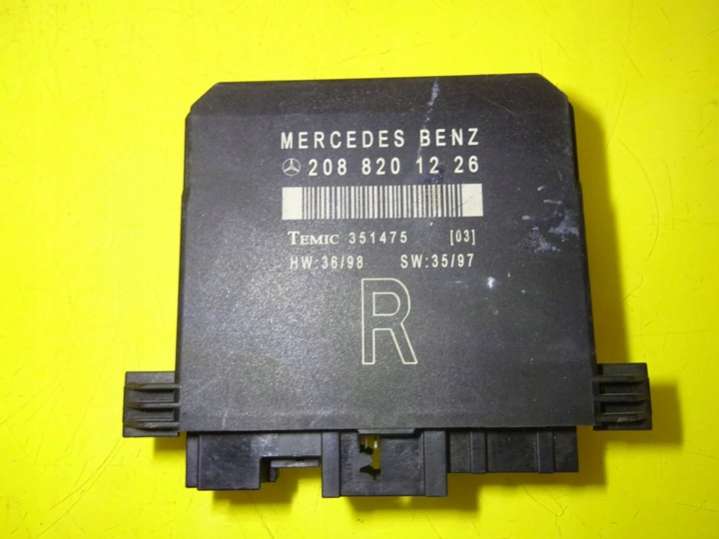 MERCEDES BENZ
208 820 12 26
TEMIC 351475 [03]
HW:36/98 SW:35/97
R